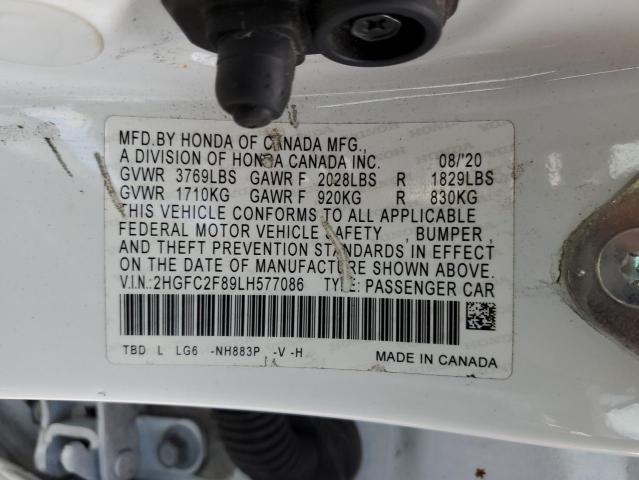 MFD.BY HONDA OF CANADA MFG.,
A DIVISION OF HONDA CANADA INC. 08/'20
GVWR 3769LBS GAWR F 2028LBS R 1829LBS
GVWR 1710KG GAWR F 920KG R 830KG
THIS VEHICLE CONFORMS TO ALL APPLICABLE
FEDERAL MOTOR VEHICLE SAFETY , BUMPER ,
AND THEFT PREVENTION STANDARDS IN EFFECT
ON THE DATE OF MANUFACTURE SHOWN ABOVE.
V.I.N.:2HGFC2F89LH577086 TYPE: PASSENGER CAR
TBD L LG6 -NH883P -V -H MADE IN CANADA